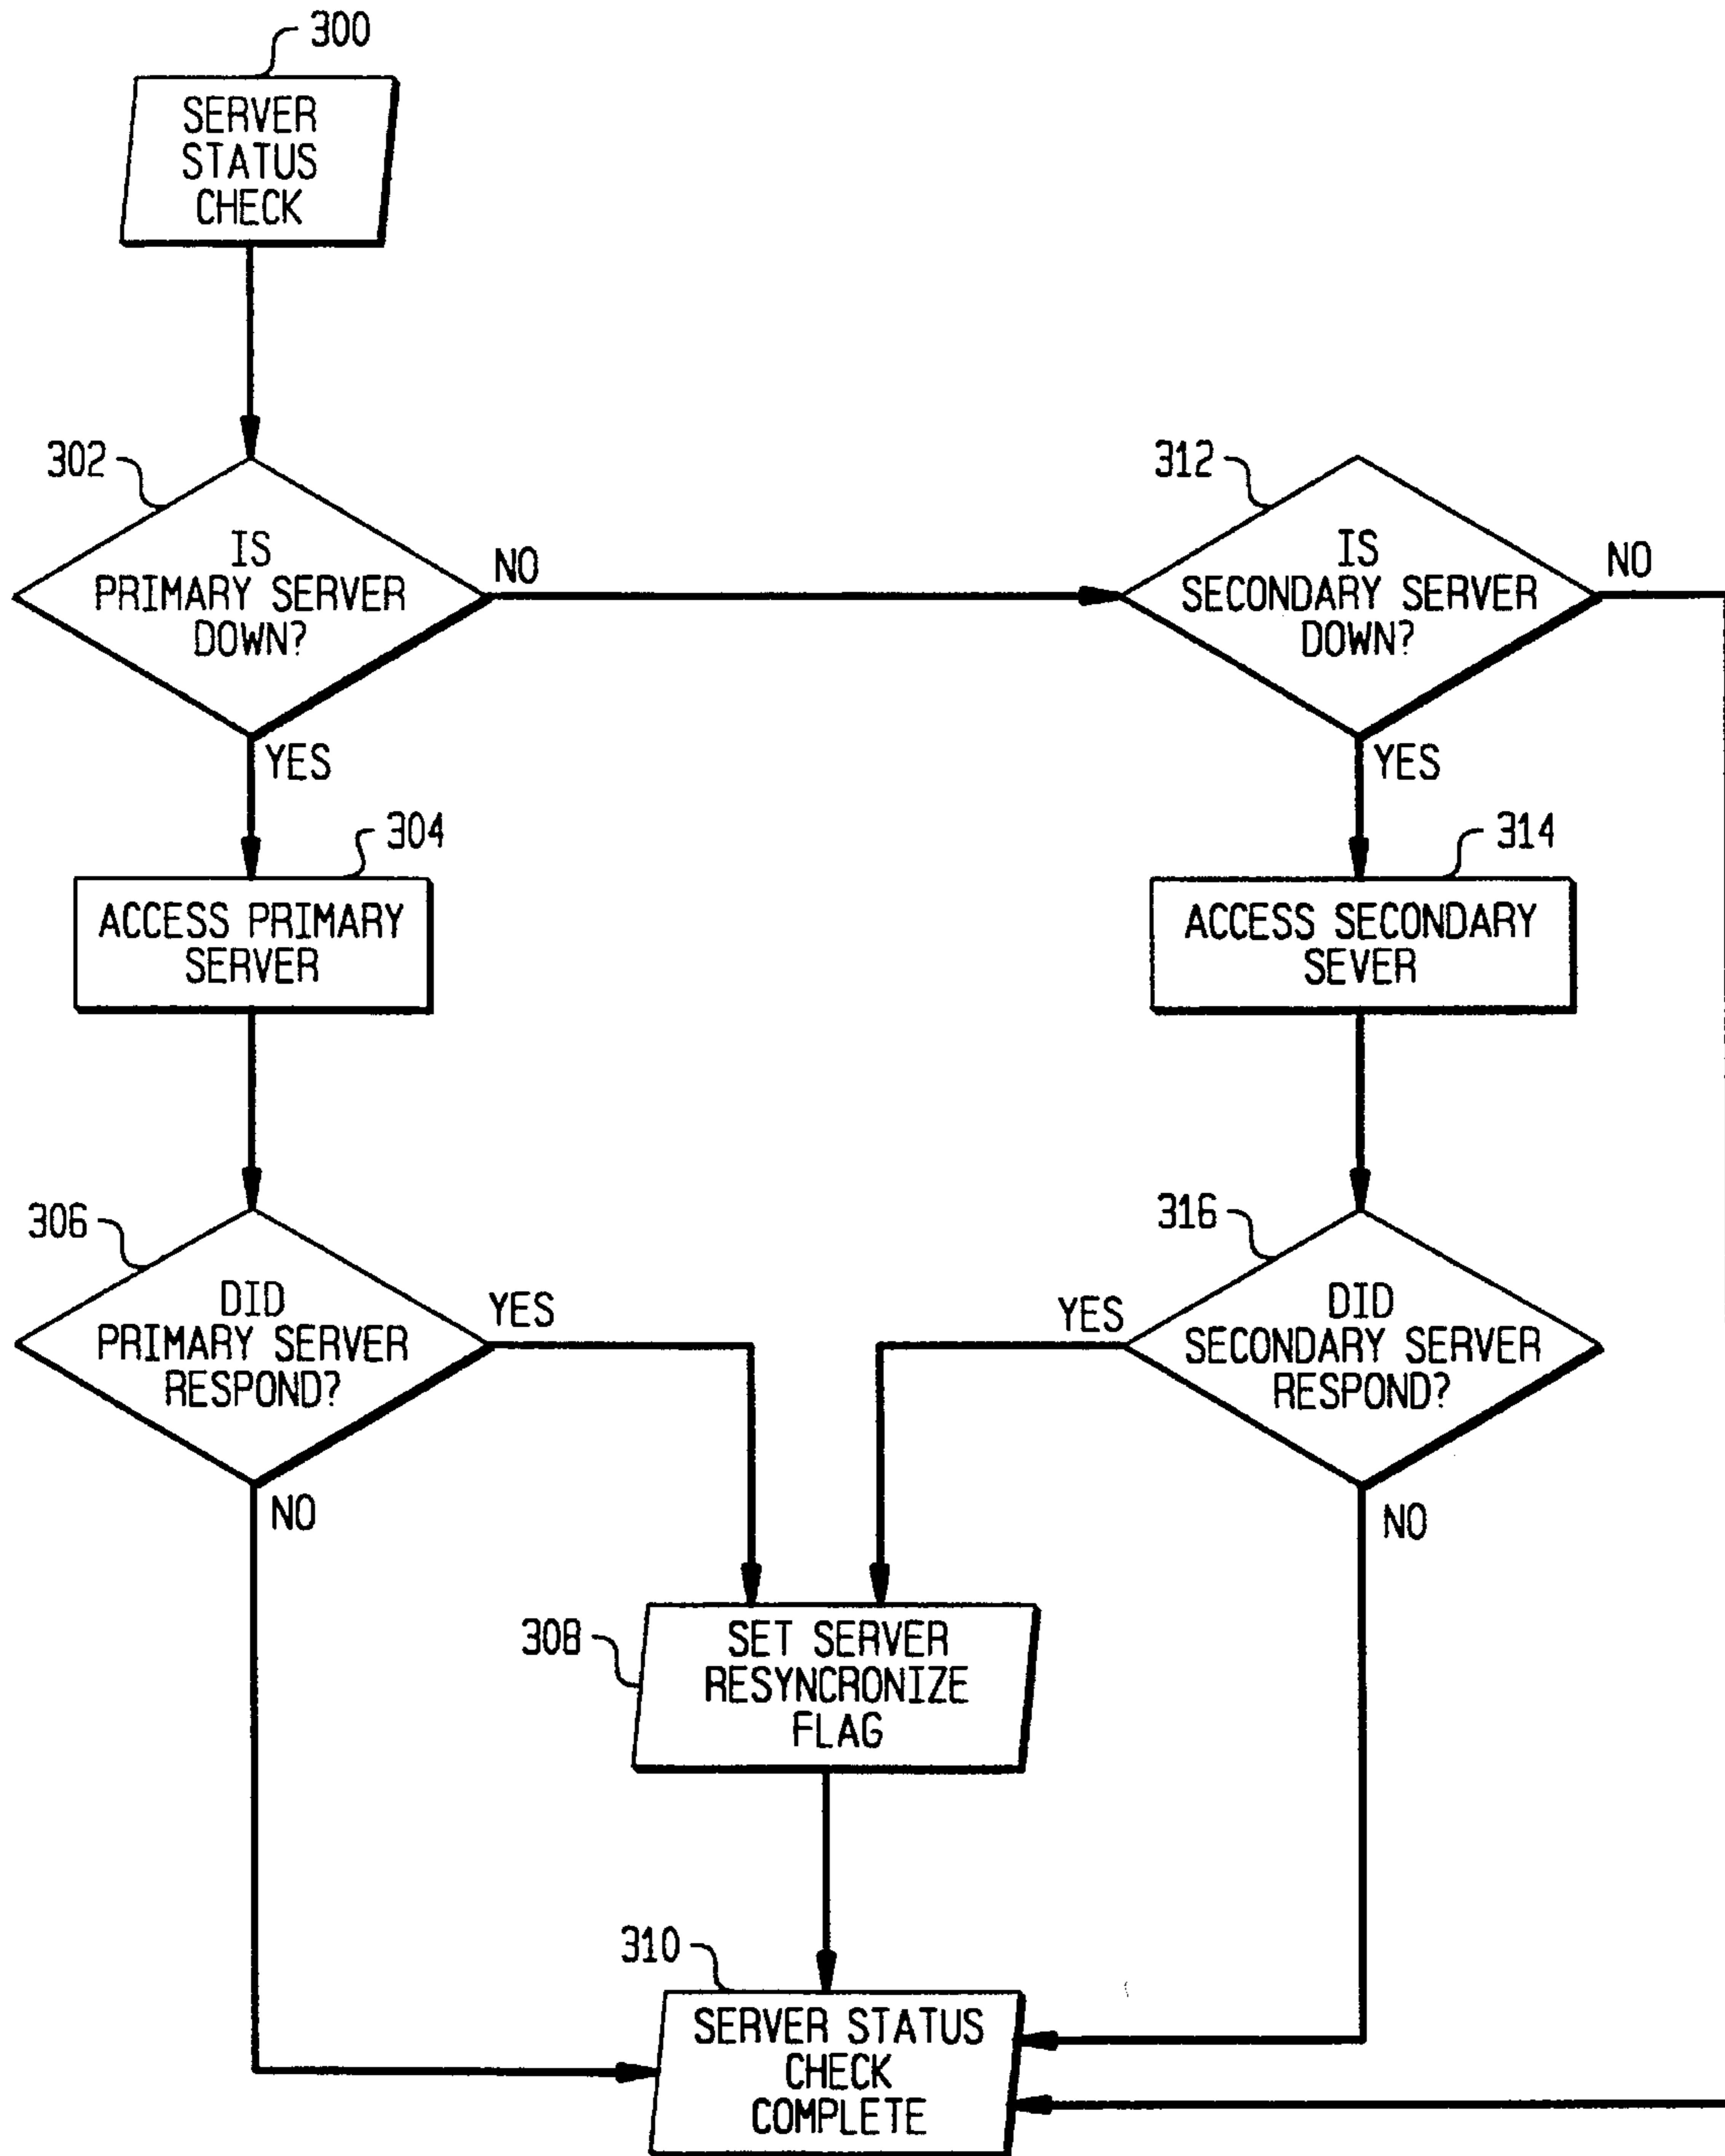 300
SERVER
STATUS
CHECK
302
IS
PRIMARY SERVER
DOWN?
NO
YES
312
IS
SECONDARY SERVER
DOWN?
NO
YES
304
ACCESS PRIMARY
SERVER
314
ACCESS SECONDARY
SEVER
306
DID
PRIMARY SERVER
RESPOND?
YES
NO
316
DID
SECONDARY SERVER
RESPOND?
YES
NO
308
SET SERVER
RESYNCRONIZE
FLAG
310
SERVER STATUS
CHECK
COMPLETE